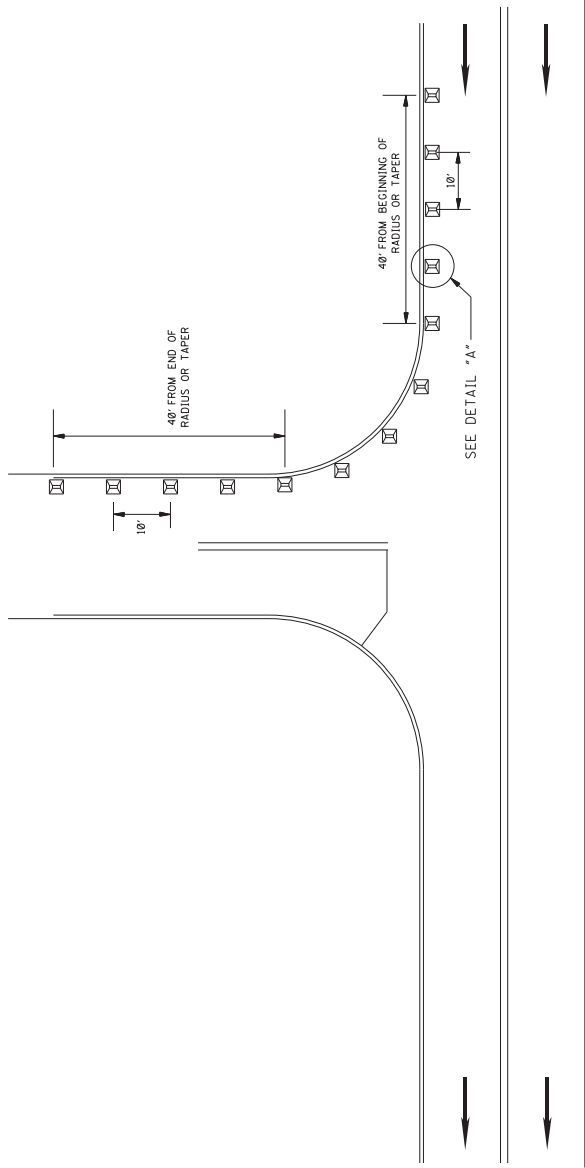 40' FROM BEGINNING OF
RADIUS OR TAPER
10'
SEE DETAIL "A"
40' FROM END OF
RADIUS OR TAPER
10'